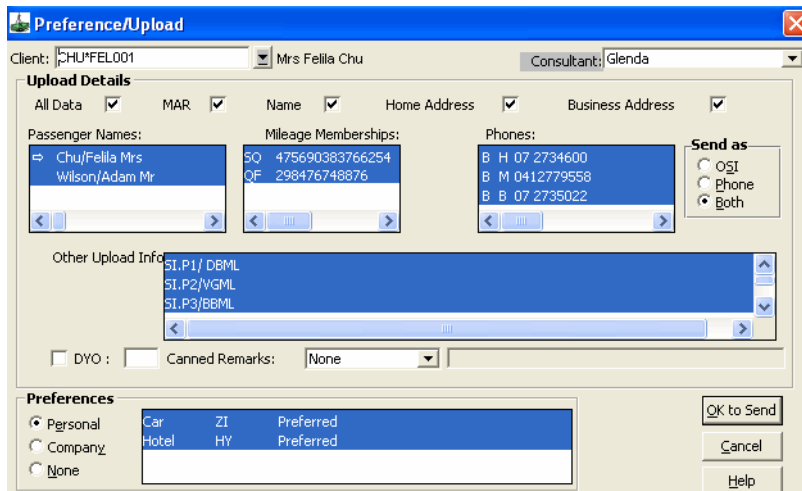 Preference/Upload
Client: CHU*FEL001 Mrs Felila Chu Consultant: Glenda
Upload Details
All Data MAR Name Home Address Business Address
Passenger Names: Mileage Memberships: Phones:
Chu/Felila Mrs SQ 475690383766254 B H 07 2734600
Wilson/Adam Mr QF 298476748876 B M 0412779558
B B 07 2735022
Send as
OSI
Phone
Both
Other Upload Info
SI.P1/ DBML
SI.P2/VGML
SI.P3/BBML
DYO : Canned Remarks: None
Preferences
Personal Car ZI Preferred
Company Hotel HY Preferred
None
OK to Send
Cancel
Help